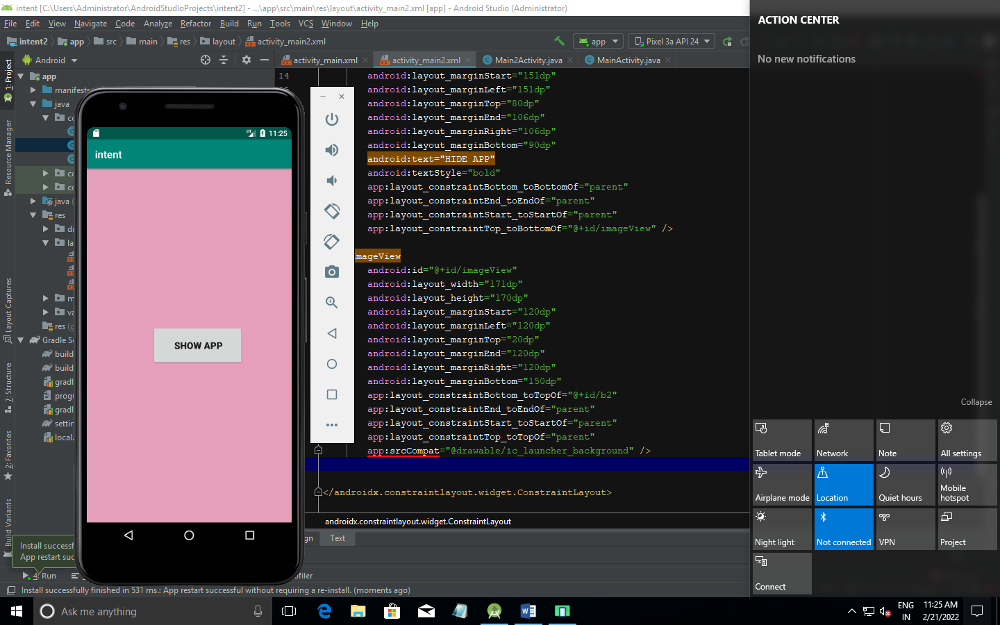 intent [C:\Users\Administrator\AndroidStudioProjects\intent2] - ...\app\src\main\res\layout\activity_main2.xml [app] - Android Studio (Administrator)
File Edit View Navigate Code Analyze Refactor Build Run Tools VCS Window Help
intent2 app src main res layout activity_main2.xml
app Pixel 3a API 24
Android
activity_main.xml activity_main2.xml Main2Activity.java MainActivity.java
1: Project
Resource Manager
Layout Captures
7: Structure
2: Favorites
Build Variants
app
manifests
java
co
co
co
java (
res
dr
la
m
va
res (g
Gradle Sc
build
build
gradl
progu
gradl
settin
local.
11:25
intent
SHOW APP
14
android:layout_marginStart="151dp"
android:layout_marginLeft="151dp"
android:layout_marginTop="80dp"
android:layout_marginEnd="106dp"
android:layout_marginRight="106dp"
android:layout_marginBottom="90dp"
android:text="HIDE APP"
android:textStyle="bold"
app:layout_constraintBottom_toBottomOf="parent"
app:layout_constraintEnd_toEndOf="parent"
app:layout_constraintStart_toStartOf="parent"
app:layout_constraintTop_toBottomOf="@+id/imageView" />
ImageView
android:id="@+id/imageView"
android:layout_width="171dp"
android:layout_height="170dp"
android:layout_marginStart="120dp"
android:layout_marginLeft="120dp"
android:layout_marginTop="20dp"
android:layout_marginEnd="120dp"
android:layout_marginRight="120dp"
android:layout_marginBottom="150dp"
app:layout_constraintBottom_toTopOf="@+id/b2"
app:layout_constraintEnd_toEndOf="parent"
app:layout_constraintStart_toStartOf="parent"
app:layout_constraintTop_toTopOf="parent"
app:srcCompat="@drawable/ic_launcher_background" />
</androidx.constraintlayout.widget.ConstraintLayout>
androidx.constraintlayout.widget.ConstraintLayout
gn Text
Install successf
App restart suc
4: Run
ofiler
Install successfully finished in 531 ms.: App restart successful without requiring a re-install. (moments ago)
ACTION CENTER
No new notifications
Collapse
Tablet mode Network Note All settings
Airplane mode Location Quiet hours Mobile hotspot
Night light Not connected VPN Project
Connect
Ask me anything
ENG
IN
11:25 AM
2/21/2022